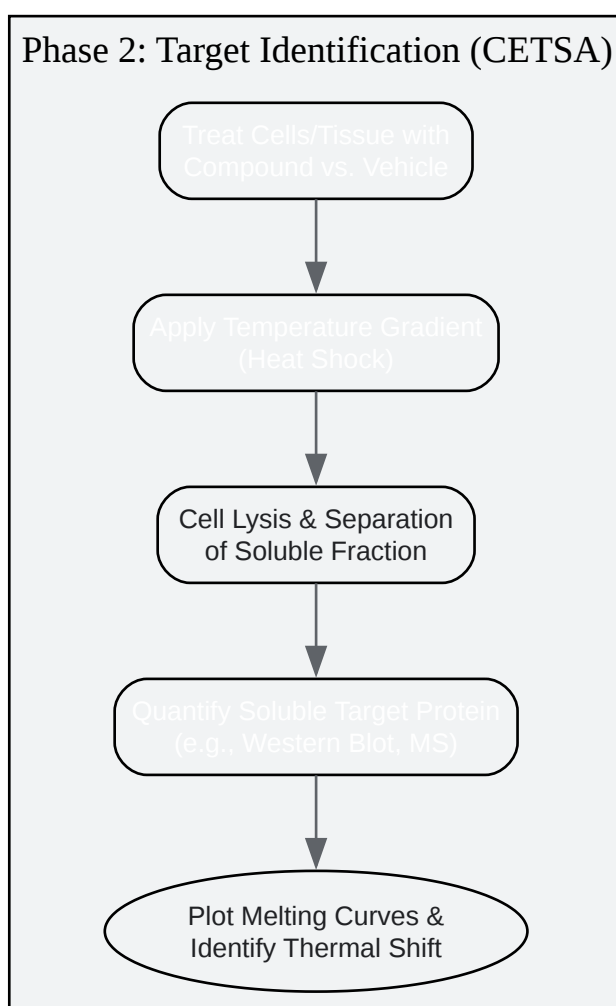 Phase 2: Target Identification (CETSA)
Treat Cells/Tissue with
Compound vs. Vehicle
Apply Temperature Gradient
(Heat Shock)
Cell Lysis & Separation
of Soluble Fraction
Quantify Soluble Target Protein
(e.g., Western Blot, MS)
Plot Melting Curves &
Identify Thermal Shift